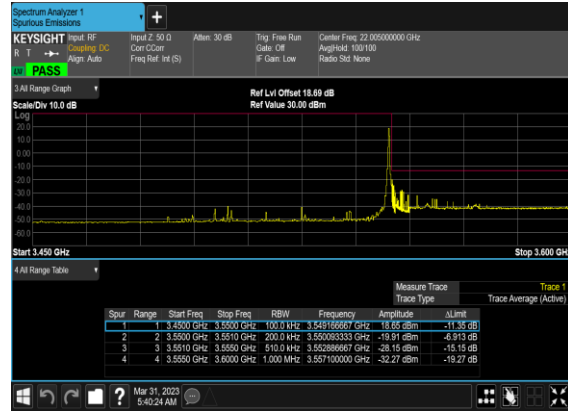 Spectrum Analyzer 1
Spurious Emissions
KEYSIGHT Input: RF Input Z: 50 Ω Atten: 30 dB Trig: Free Run Center Freq: 22.005000000 GHz
R T Coupling: DC Corr CCorr Gate: Off Avg|Hold: 100/100
Align: Auto Freq Ref: Int (S) IF Gain: Low Radio Std: None
PASS
3 All Range Graph
Ref Lvl Offset 18.69 dB
Scale/Div 10.0 dB Ref Value 30.00 dBm
Log
20.0
10.0
0.00
-10.0
-20.0
-30.0
-40.0
-50.0
-60.0
Start 3.450 GHz Stop 3.600 GHz
4 All Range Table
Measure Trace Trace 1
Trace Type Trace Average (Active)
Spur Range Start Freq Stop Freq RBW Frequency Amplitude ΔLimit
1 1 3.4500 GHz 3.5500 GHz 100.0 kHz 3.549166667 GHz 18.65 dBm -11.35 dB
2 2 3.5500 GHz 3.5510 GHz 200.0 kHz 3.550093333 GHz -19.91 dBm -6.913 dB
3 3 3.5510 GHz 3.5550 GHz 510.0 kHz 3.552886667 GHz -28.15 dBm -15.15 dB
4 4 3.5550 GHz 3.6000 GHz 1.000 MHz 3.557100000 GHz -32.27 dBm -19.27 dB
? Mar 31, 2023
5:40:24 AM